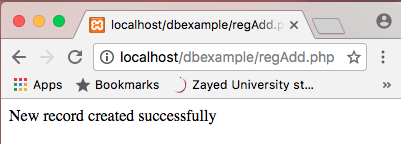 localhost/dbexample/regAdd.p
localhost/dbexample/regAdd.php
Apps Bookmarks Zayed University st... »
New record created successfully